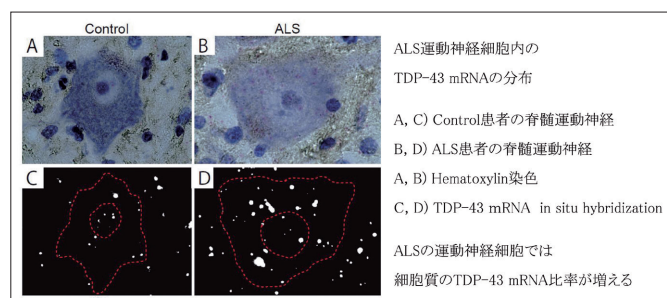 Control
ALS
A
B
C
D
ALS運動神経細胞内の
TDP-43 mRNAの分布
A, C) Control患者の脊髄運動神経
B, D) ALS患者の脊髄運動神経
A, B) Hematoxylin染色
C, D) TDP-43 mRNA in situ hybridization
ALSの運動神経細胞では
細胞質のTDP-43 mRNA比率が増える